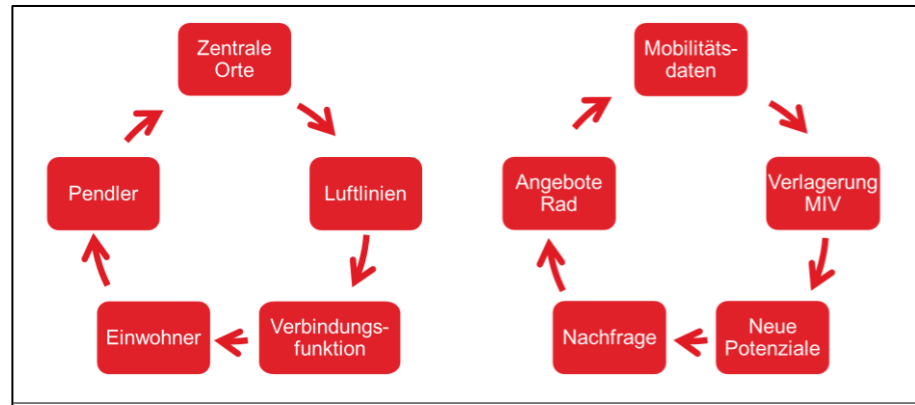 Zentrale
Orte
Luftlinien
Verbindungs-
funktion
Einwohner
Pendler
Mobilitäts-
daten
Verlagerung
MIV
Neue
Potenziale
Nachfrage
Angebote
Rad